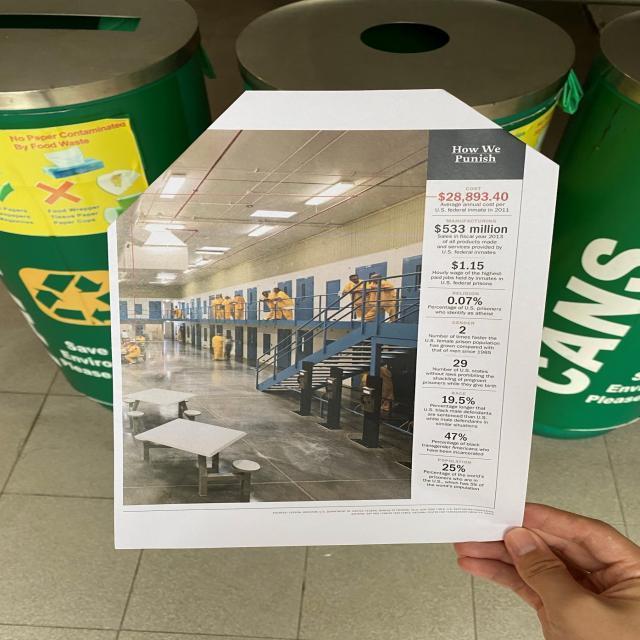 No Paper Contaminated
By Food Waste
Food Wrapper
Tissue Paper
Paper Cups
Save
Enviro
Please
CANS
Please
How We
Punish
COST
$28,893.40
Average annual cost per
U.S. federal inmate in 2011
MANUFACTURING
$533 million
Sales in fiscal year 2013
of all products made
and services provided by
U.S. federal inmates
$1.15
Hourly wage of the highest
paid jobs held by inmates in
U.S. federal prisons
RELIGION
0.07%
Percentage of U.S. prisoners
who identify as atheist
GENDER
2
Number of times faster the
U.S. female prison population
has grown compared with
that of men since 1985
29
Number of U.S. states
without laws prohibiting the
shackling of pregnant
prisoners while they give birth
RACE
19.5%
Percentage longer that
U.S. black male defendants
are sentenced than U.S.
white male defendants in
similar situations
47%
Percentage of black
transgender Americans who
have been incarcerated
POPULATION
25%
Percentage of the world's
prisoners who are in
the U.S., which has 5% of
the world's population